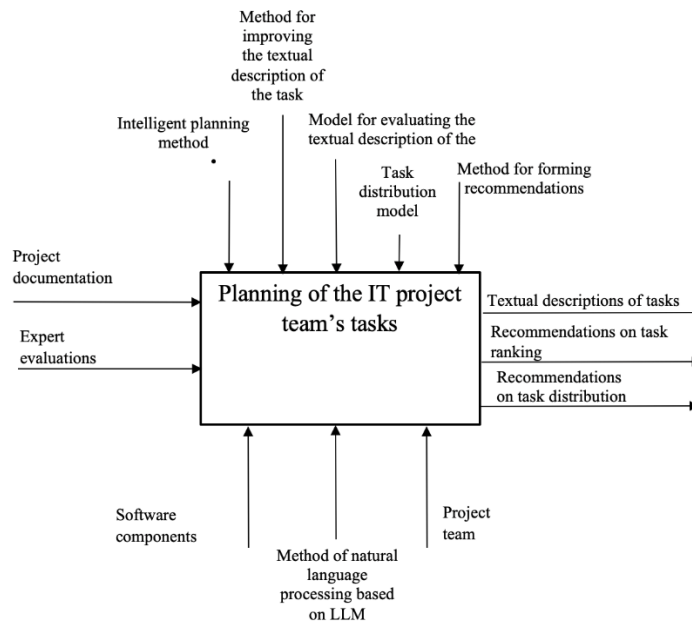 Method for
improving
the textual
description of
the task
Intelligent planning
method
Model for evaluating the
textual description of the
Task
distribution
model
Method for forming
recommendations
Project
documentation
Expert
evaluations
Planning of the IT project
team’s tasks
Textual descriptions of tasks
Recommendations on task
ranking
Recommendations
on task distribution
Software
components
Method of natural
language
processing based
on LLM
Project
team